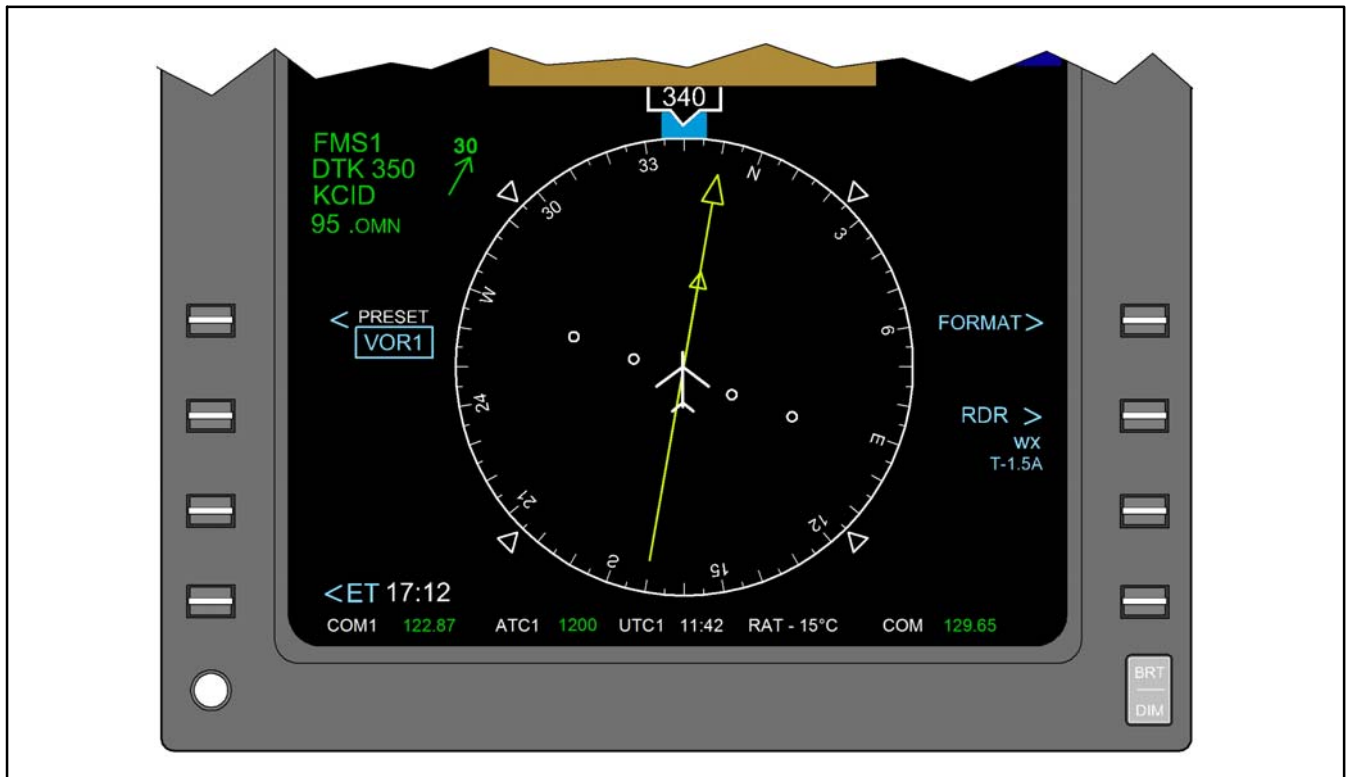 340
FMS1 30
DTK 350
KCID
95 .OMN
33
N
30
3
W
6
24
E
21
12
2
15
< PRESET
VOR1
FORMAT >
RDR >
WX
T-1.5A
<ET 17:12
COM1 122.87 ATC1 1200 UTC1 11:42 RAT - 15°C COM 129.65
BRT
DIM